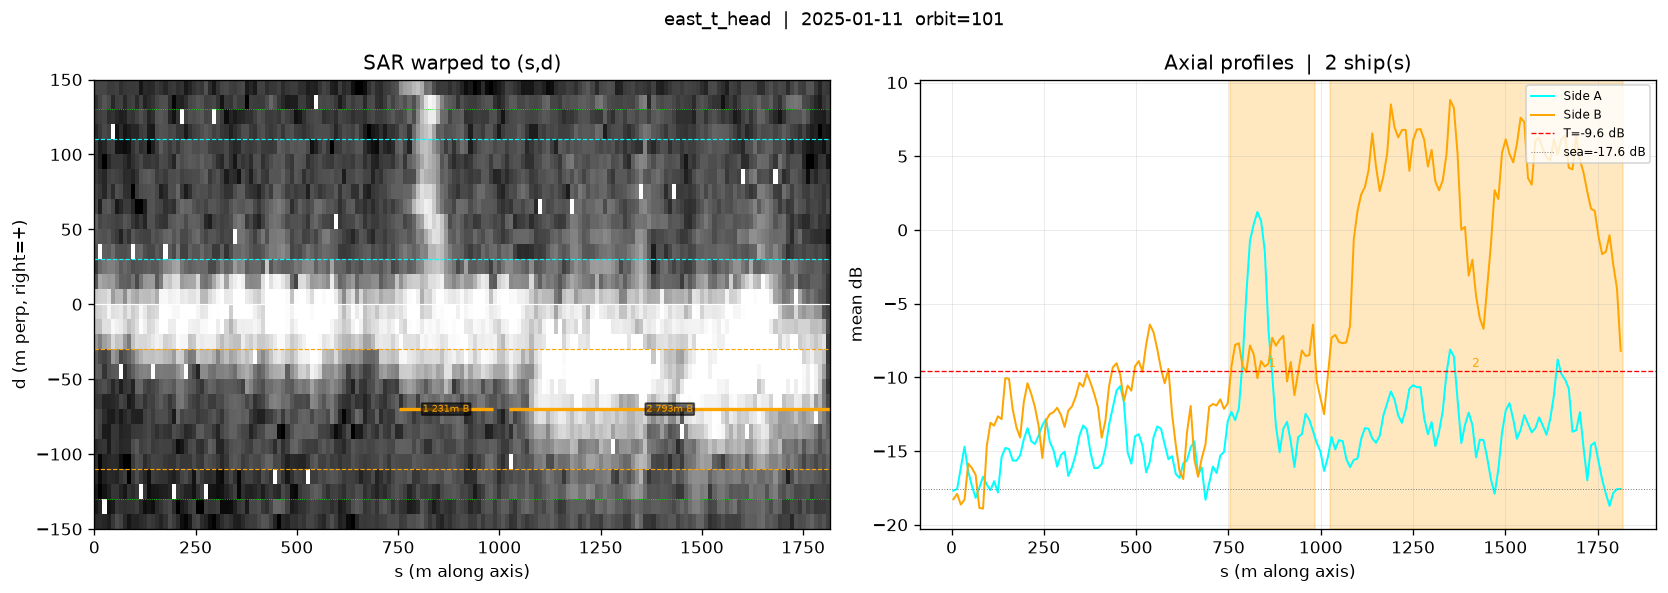 east_t_head  |  2025-01-11  orbit=101
SAR warped to (s,d)
d (m perp, right=+)
150
100
50
0
−50
−100
−150
1 231m B
2 793m B
0
250
500
750
1000
1250
1500
1750
s (m along axis)
Axial profiles  |  2 ship(s)
mean dB
10
5
0
−5
−10
−15
−20
Side A
Side B
T=-9.6 dB
sea=-17.6 dB
2
0
250
500
750
1000
1250
1500
1750
s (m along axis)